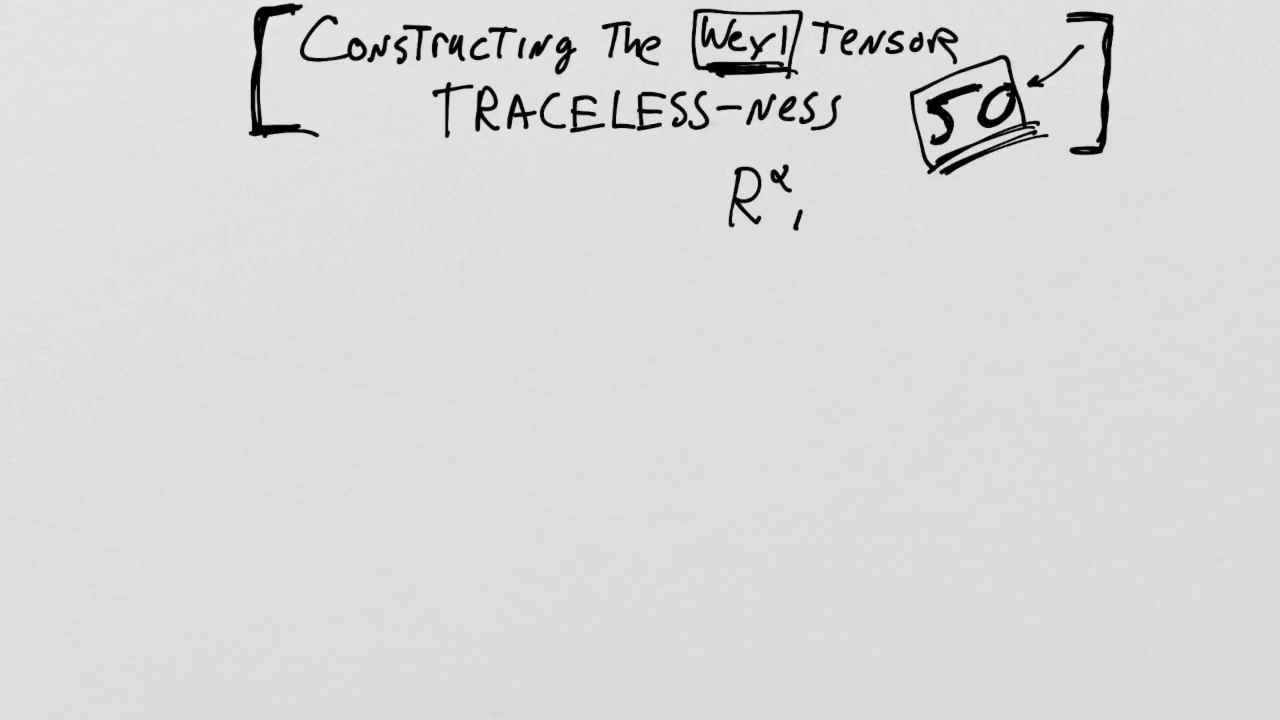 [Constructing The Weyl Tensor
TRACELESS-Ness 50]
R^α